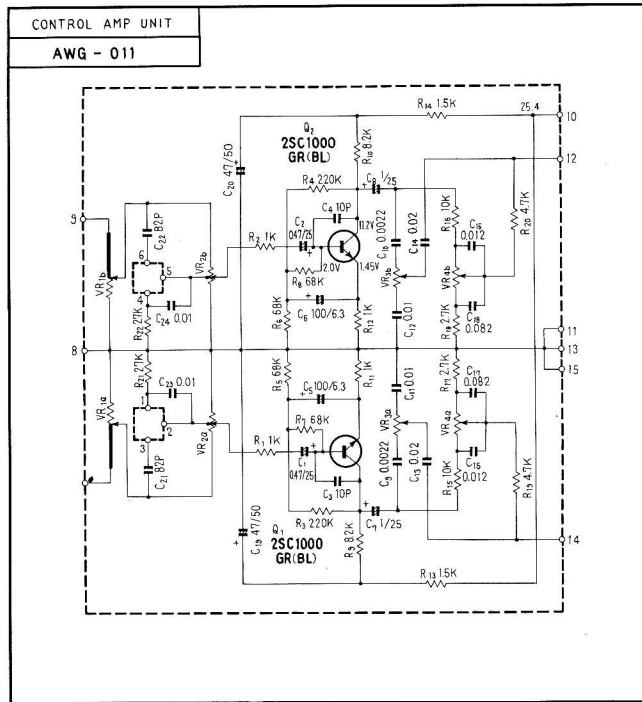 CONTROL AMP UNIT
AWG - 011
R14 1.5K
25.4
10
Q2
2SC1000
GR(BL)
R10 8.2K
C20 47/50
12
R4 220K
C8 1/25
C4 10P
11.2V
C2
0.47/25
R2 1K
C10 0.0022
C14 0.02
R16 10K
C16
0.012
R20 4.7K
9
C22 82P
6
5
4
VR1b
VR2b
2.0V
1.45V
R8 68K
VR3b
VR4b
C24 0.01
R22 27K
R6 68K
C6 100/6.3
R12 1K
C12 0.01
R18 2.7K
C18
0.082
11
8
13
15
R21 27K
C23 0.01
R5 68K
C5 100/6.3
R11 1K
C11 0.01
R17 2.7K
C17
0.082
VR1a
1
2
3
VR2a
R7 68K
VR3a
VR4a
R1 1K
C1
0.47/25
C3 10P
C9 0.0022
C13 0.02
C15
0.012
R15 10K
R19 4.7K
C21 82P
R3 220K
C7 1/25
C19 47/50
Q1
2SC1000
GR(BL)
R9 8.2K
14
R13 1.5K